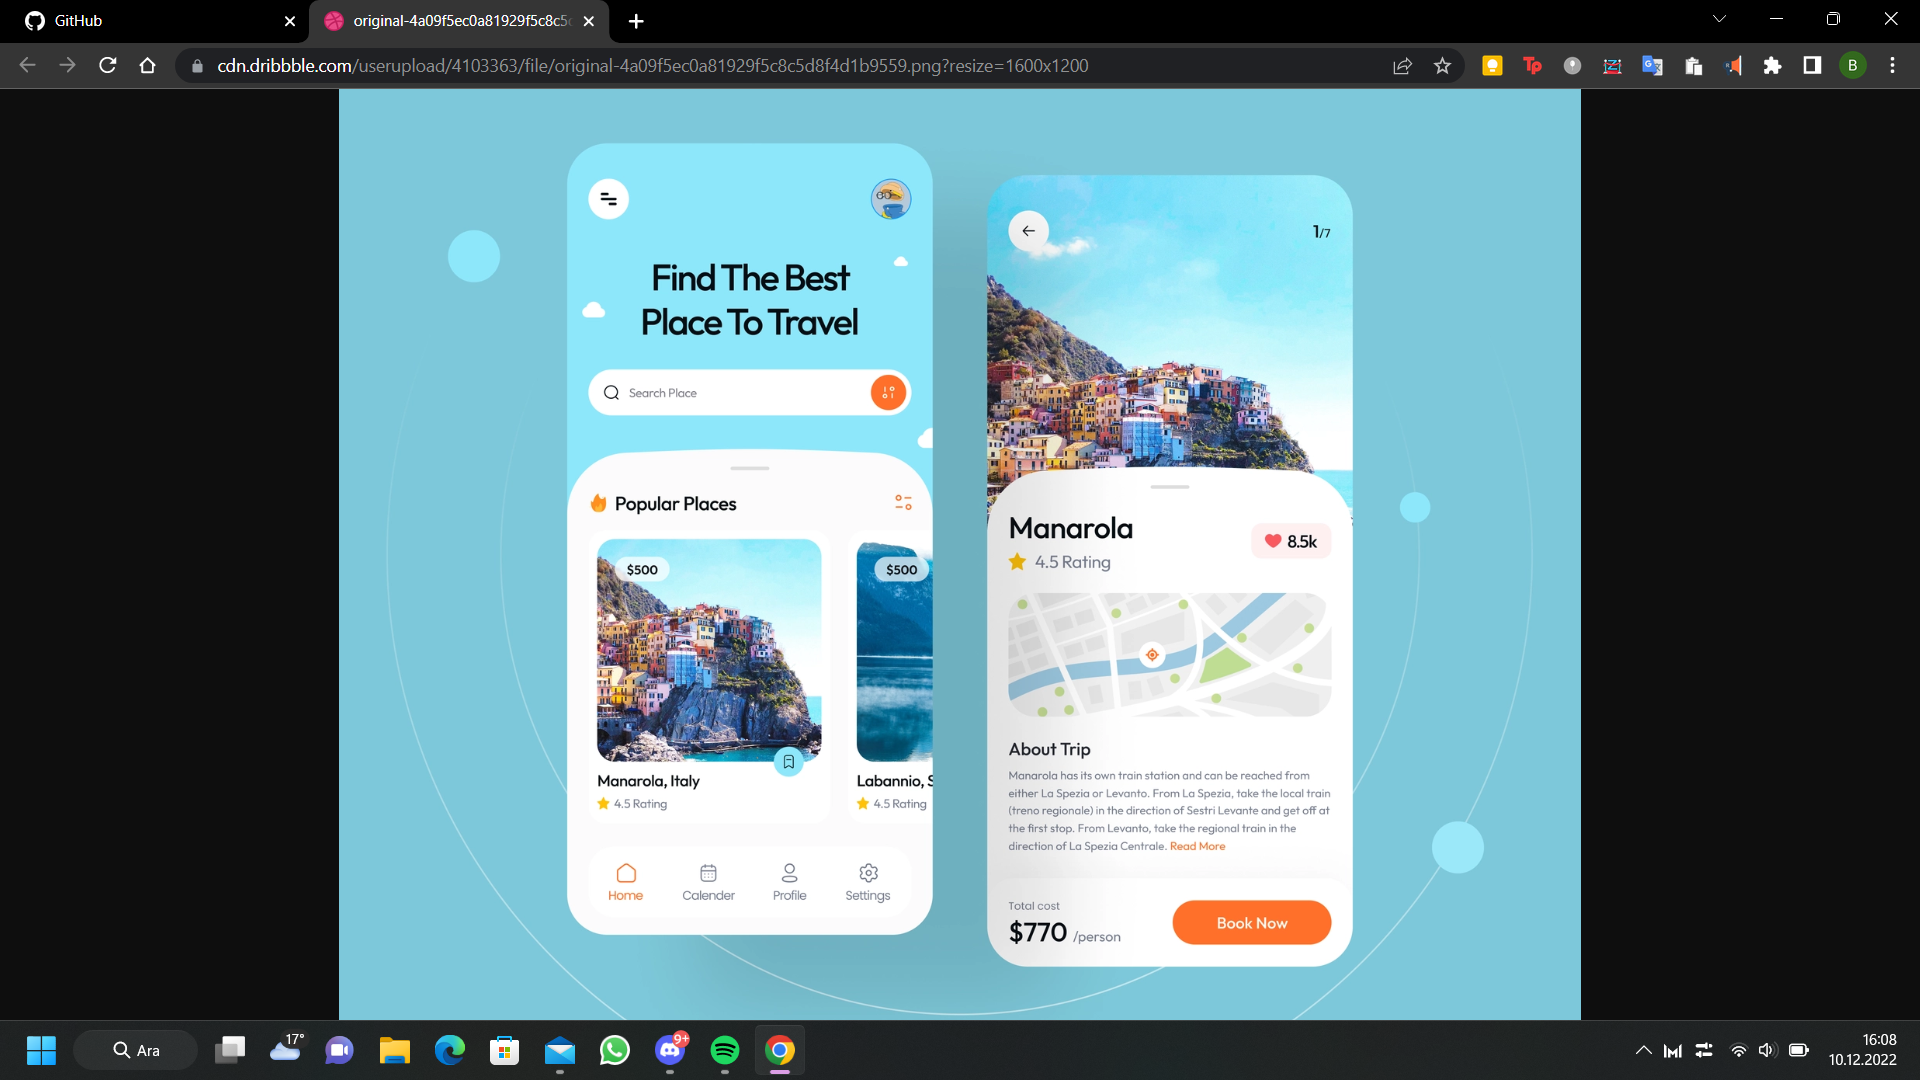 GitHub
original-4a09f5ec0a81929f5c8c5
cdn.dribbble.com/userupload/4103363/file/original-4a09f5ec0a81929f5c8c5d8f4d1b9559.png?resize=1600x1200
Tp
B
Find The Best
Place To Travel
Search Place
Popular Places
$500
Manarola, Italy
4.5 Rating
$500
Labannio, S
4.5 Rating
Home
Calender
Profile
Settings
1/7
Manarola
4.5 Rating
8.5k
About Trip
Manarola has its own train station and can be reached from
either La Spezia or Levanto. From La Spezia, take the local train
(treno regionale) in the direction of Sestri Levante and get off at
the first stop. From Levanto, take the regional train in the
direction of La Spezia Centrale. Read More
Total cost
$770 /person
Book Now
Ara
17°
9+
16:08
10.12.2022